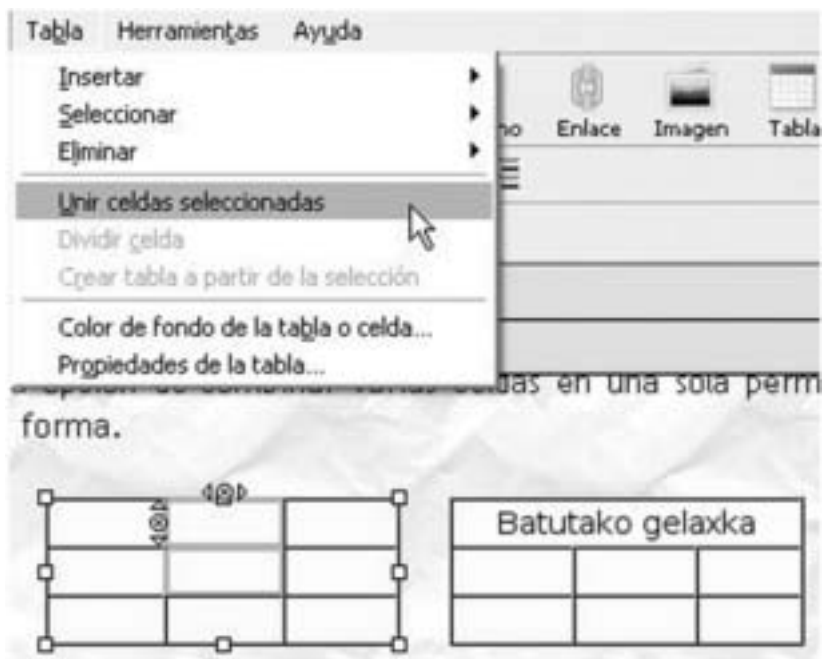 Tabla Herramientas Ayuda
Insertar
Seleccionar
Eliminar
Enlace Imagen Tabla
Unir celdas seleccionadas
Dividir celda
Crear tabla a partir de la selección
Color de fondo de la tabla o celda...
Propiedades de la tabla...
en una sola perm
forma.
Batutako gelaxka